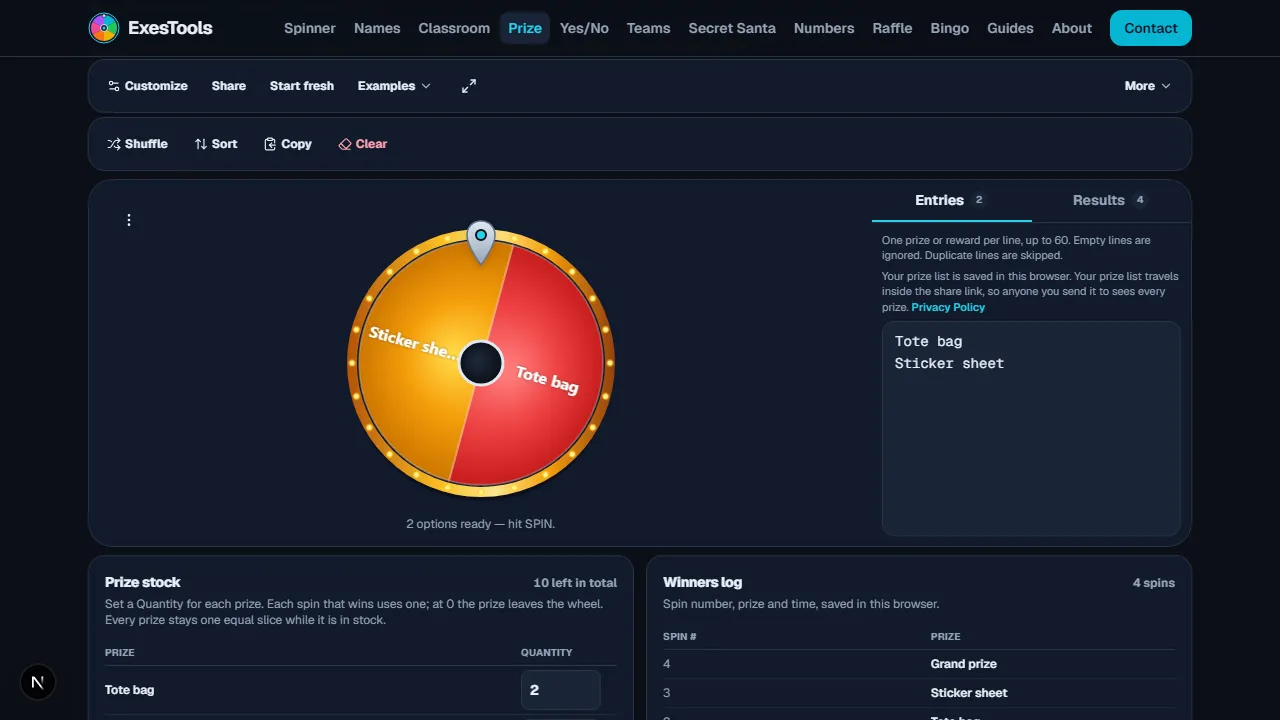 ExesTools
Spinner
Names
Classroom
Prize
Yes/No
Teams
Secret Santa
Numbers
Raffle
Bingo
Guides
About
Contact
Customize
Share
Start fresh
Examples
More
Shuffle
Sort
Copy
Clear
Entries 2
Results 4
One prize or reward per line, up to 60. Empty lines are
ignored. Duplicate lines are skipped.
Your prize list is saved in this browser. Your prize list travels
inside the share link, so anyone you send it to sees every
prize. Privacy Policy
Tote bag
Sticker sheet
Sticker she...
Tote bag
2 options ready — hit SPIN.
Prize stock
10 left in total
Set a Quantity for each prize. Each spin that wins uses one; at 0 the prize leaves the wheel.
Every prize stays one equal slice while it is in stock.
PRIZE
QUANTITY
Tote bag
2
Winners log
4 spins
Spin number, prize and time, saved in this browser.
SPIN #
PRIZE
4
Grand prize
3
Sticker sheet
N